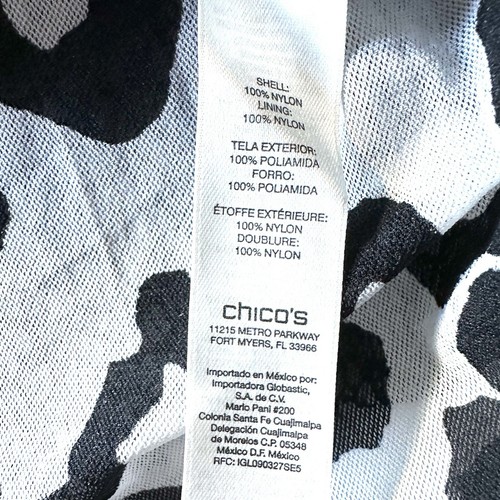 SHELL:
100% NYLON
LINING:
100% NYLON
TELA EXTERIOR:
100% POLIAMIDA
FORRO:
100% POLIAMIDA
ÉTOFFE EXTÉRIEURE:
100% NYLON
DOUBLURE:
100% NYLON
chico's
11215 METRO PARKWAY
FORT MYERS, FL 33966
Importado en México por:
Importadora Globastic,
S.A. de C.V.
Mario Pani #200
Colonia Santa Fe Cuajimalpa
Delegación Cuajimalpa
de Morelos C.P. 05348
México D.F. México
RFC: IGL090327SE5